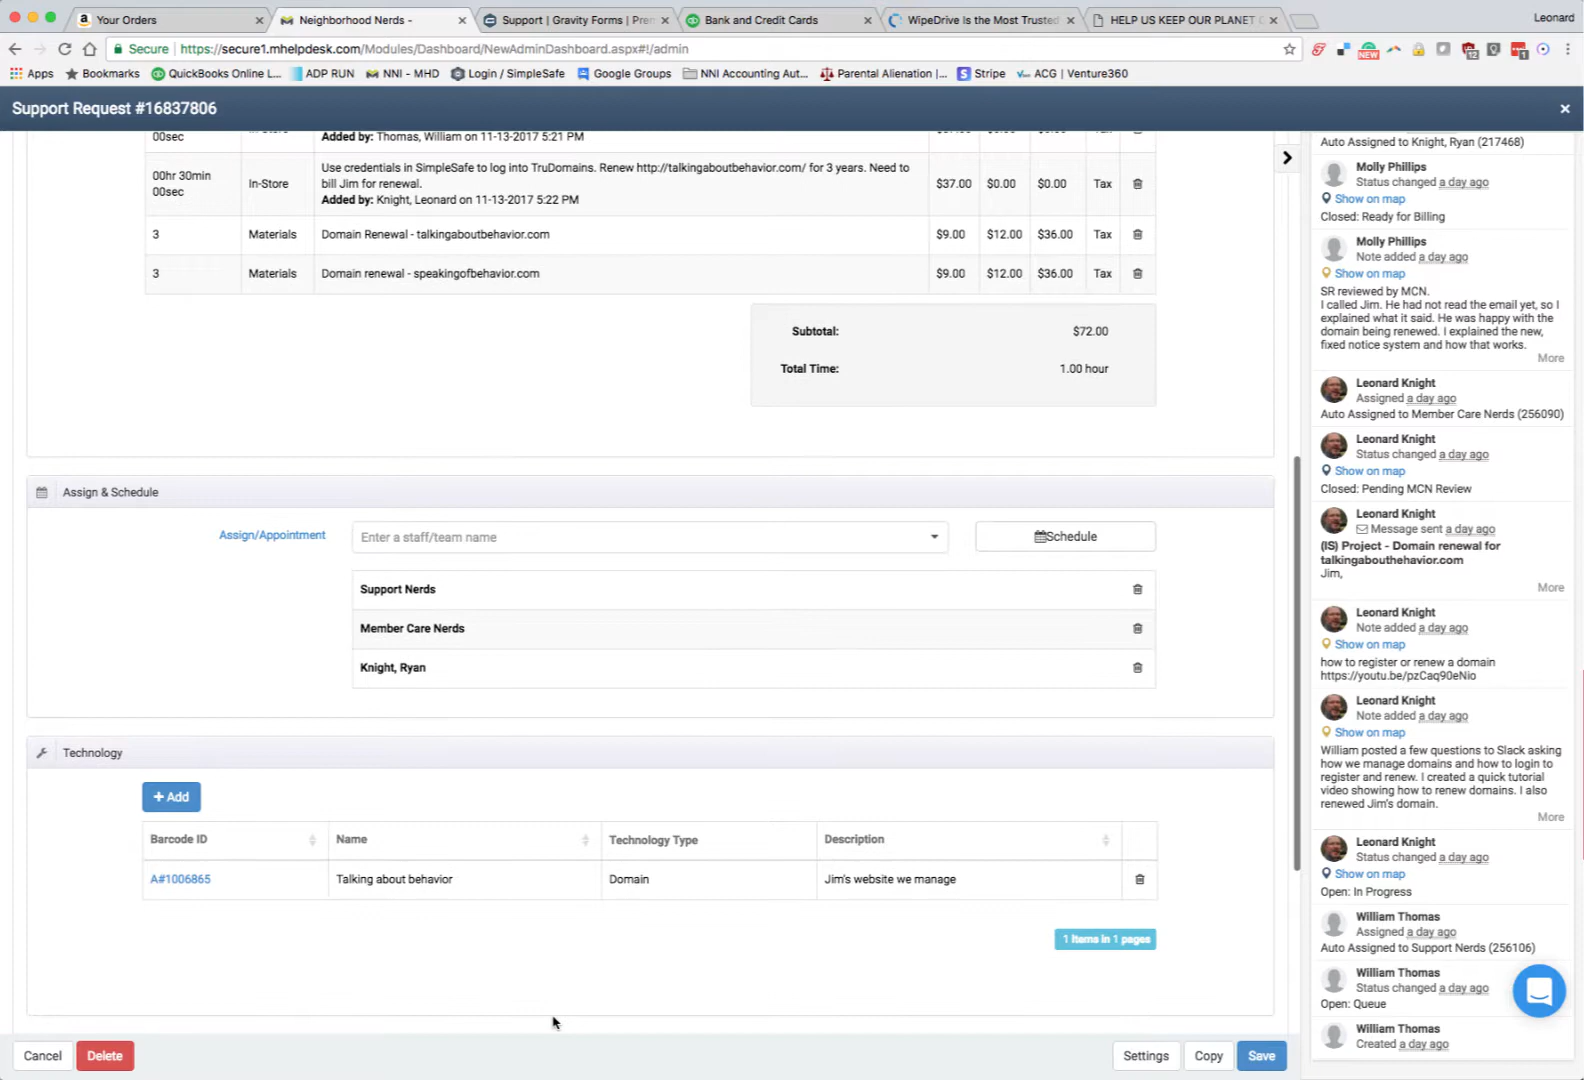 Your Orders
Neighborhood Nerds -
Support | Gravity Forms | Prem
Bank and Credit Cards
WipeDrive Is the Most Trusted
HELP US KEEP OUR PLANET C
Leonard
Secure
https://secure1.mhelpdesk.com/Modules/Dashboard/NewAdminDashboard.aspx#!/admin
Apps
Bookmarks
QuickBooks Online L...
ADP RUN
NNI - MHD
Login / SimpleSafe
Google Groups
NNI Accounting Aut...
Parental Alienation |...
Stripe
ACG | Venture360
Support Request #16837806
00sec
Added by: Thomas, William on 11-13-2017 5:21 PM
00hr 30min
00sec
In-Store
Use credentials in SimpleSafe to log into TruDomains. Renew http://talkingaboutbehavior.com/ for 3 years. Need to
bill Jim for renewal.
Added by: Knight, Leonard on 11-13-2017 5:22 PM
$37.00 $0.00 $0.00 Tax
3 Materials Domain Renewal - talkingaboutbehavior.com $9.00 $12.00 $36.00 Tax
3 Materials Domain renewal - speakingofbehavior.com $9.00 $12.00 $36.00 Tax
Subtotal: $72.00
Total Time: 1.00 hour
Assign & Schedule
Assign/Appointment
Enter a staff/team name
Schedule
Support Nerds
Member Care Nerds
Knight, Ryan
Technology
+ Add
Barcode ID Name Technology Type Description
A#1006865 Talking about behavior Domain Jim's website we manage
1 items in 1 pages
Cancel
Delete
Settings
Copy
Save
Auto Assigned to Knight, Ryan (217468)
Molly Phillips
Status changed a day ago
Show on map
Closed: Ready for Billing
Molly Phillips
Note added a day ago
Show on map
SR reviewed by MCN.
I called Jim. He had not read the email yet, so I
explained what it said. He was happy with the
domain being renewed. I explained the new,
fixed notice system and how that works.
More
Leonard Knight
Assigned a day ago
Auto Assigned to Member Care Nerds (256090)
Leonard Knight
Status changed a day ago
Show on map
Closed: Pending MCN Review
Leonard Knight
Message sent a day ago
(IS) Project - Domain renewal for
talkingabouthehavior.com
Jim,
More
Leonard Knight
Note added a day ago
Show on map
how to register or renew a domain
https://youtu.be/pzCaq90eNio
Leonard Knight
Note added a day ago
Show on map
William posted a few questions to Slack asking
how we manage domains and how to login to
register and renew. I created a quick tutorial
video showing how to renew domains. I also
renewed Jim's domain.
More
Leonard Knight
Status changed a day ago
Show on map
Open: In Progress
William Thomas
Assigned a day ago
Auto Assigned to Support Nerds (256106)
William Thomas
Status changed a day ago
Open: Queue
William Thomas
Created a day ago